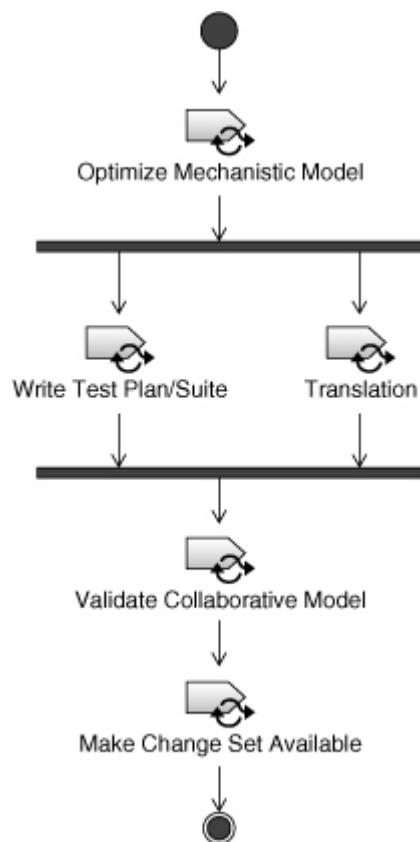 Optimize Mechanistic Model
Write Test Plan/Suite
Translation
Validate Collaborative Model
Make Change Set Available